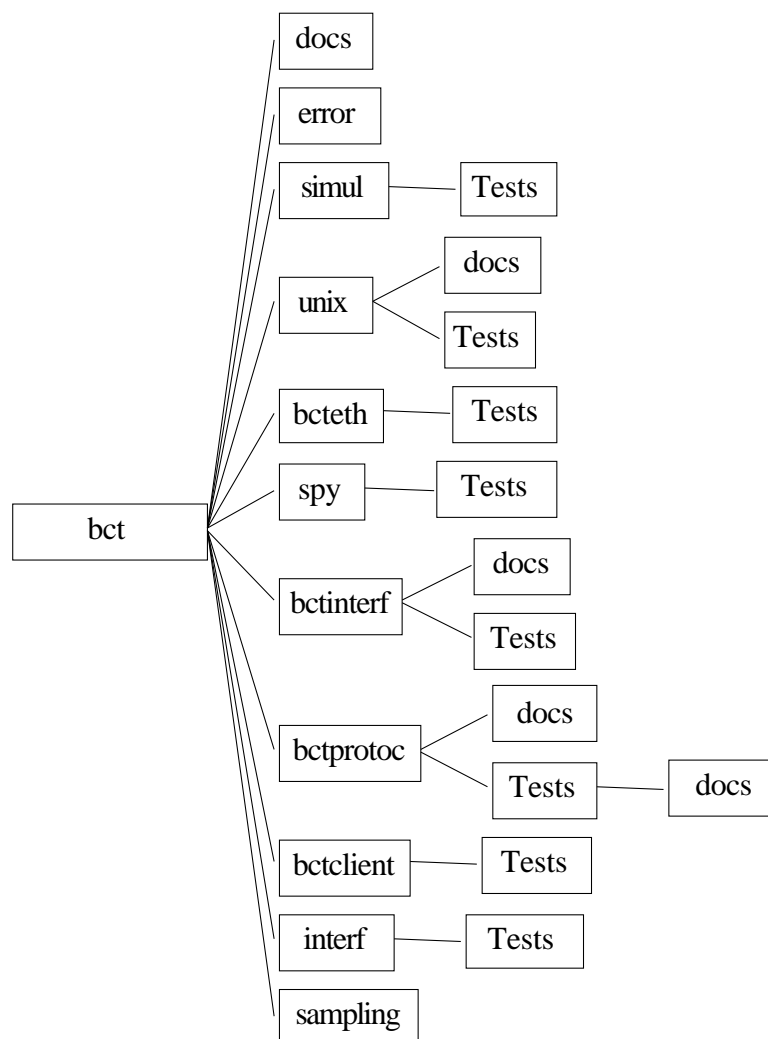 docs
error
simul
Tests
docs
unix
Tests
bcteth
Tests
spy
Tests
bct
docs
bctinterf
Tests
docs
bctprotoc
Tests
docs
bctclient
Tests
interf
Tests
sampling